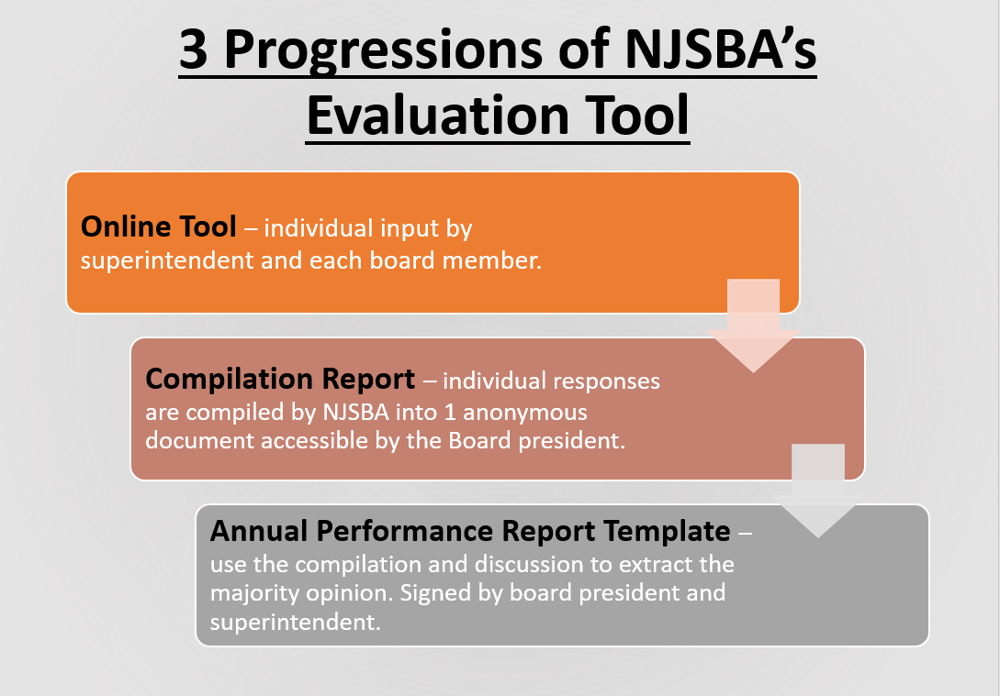 3 Progressions of NJSBA’s
Evaluation Tool
Online Tool – individual input by
superintendent and each board member.
Compilation Report – individual responses
are compiled by NJSBA into 1 anonymous
document accessible by the Board president.
Annual Performance Report Template –
use the compilation and discussion to extract the
majority opinion. Signed by board president and
superintendent.